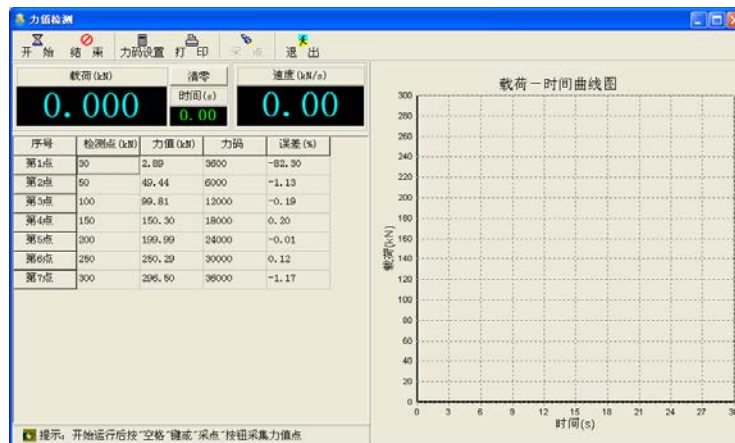 力值检测
开 始 结 束 力码设置 打 印 采 点 退 出
载荷(kN) 清零 速度(kN/s)
时间(s)
0.000 0.00 0.00
序号 检测点(kN) 力值(kN) 力码 误差(%)
第1点 30 2.89 3600 -82.30
第2点 50 49.44 6000 -1.13
第3点 100 99.81 12000 -0.19
第4点 150 150.30 18000 0.20
第5点 200 199.99 24000 -0.01
第6点 250 250.29 30000 0.12
第7点 300 296.50 36000 -1.17
提示: 开始运行后按"空格"键或"采点"按钮采集力值点
载荷－时间曲线图
载荷(kN)
300
280
260
240
220
200
180
160
140
120
100
80
60
40
20
0
0 3 6 9 12 15 18 21 24 27 30
时间(s)